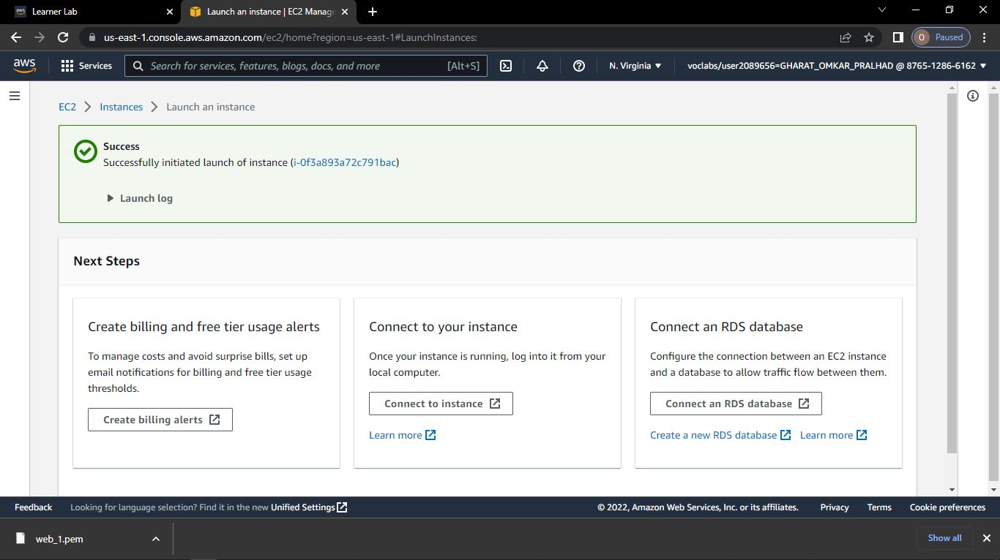 Learner Lab
Launch an instance | EC2 Manage
us-east-1.console.aws.amazon.com/ec2/home?region=us-east-1#LaunchInstances:
O Paused
aws
Services
Search for services, features, blogs, docs, and more [Alt+S]
N. Virginia
voclabs/user2089656=GHARAT_OMKAR_PRALHAD @ 8765-1286-6162
EC2 > Instances > Launch an instance
Success
Successfully initiated launch of instance (i-0f3a893a72c791bac)
Launch log
Next Steps
Create billing and free tier usage alerts
To manage costs and avoid surprise bills, set up
email notifications for billing and free tier usage
thresholds.
Create billing alerts
Connect to your instance
Once your instance is running, log into it from your
local computer.
Connect to instance
Learn more
Connect an RDS database
Configure the connection between an EC2 instance
and a database to allow traffic flow between them.
Connect an RDS database
Create a new RDS database Learn more
Feedback Looking for language selection? Find it in the new Unified Settings © 2022, Amazon Web Services, Inc. or its affiliates. Privacy Terms Cookie preferences
web_1.pem
Show all